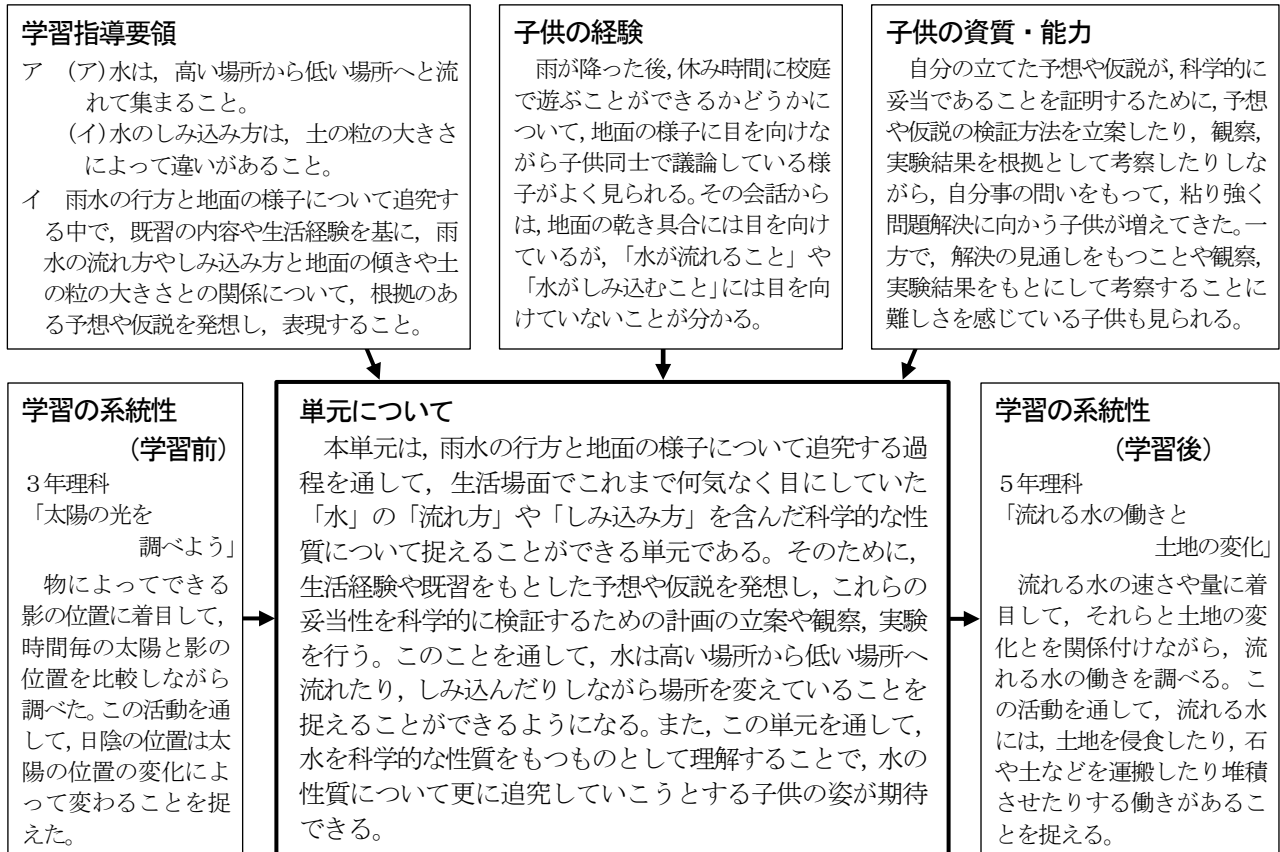 学習指導要領
ア　(ア)水は，高い場所から低い場所へと流
れて集まること。
(イ)水のしみ込み方は，土の粒の大きさ
によって違いがあること。
イ　雨水の行方と地面の様子について追究す
る中で，既習の内容や生活経験を基に，雨
水の流れ方やしみ込み方と地面の傾きや土
の粒の大きさとの関係について，根拠のあ
る予想や仮説を発想し，表現すること。
子供の経験
雨が降った後，休み時間に校庭
で遊ぶことができるかどうかに
ついて，地面の様子に目を向けな
がら子供同士で議論している様
子がよく見られる。その会話から
は，地面の乾き具合には目を向け
ているが，「水が流れること」や
「水がしみ込むこと」には目を向
けていないことが分かる。
子供の資質・能力
自分の立てた予想や仮説が，科学的に
妥当であることを証明するために，予想
や仮説の検証方法を立案したり，観察，
実験結果を根拠として考察したりしな
がら，自分事の問いをもって，粘り強く
問題解決に向かう子供が増えてきた。一
方で，解決の見通しをもつことや観察，
実験結果をもとにして考察することに
難しさを感じている子供も見られる。
学習の系統性
（学習前）
３年理科
「太陽の光を
調べよう」
物によってできる
影の位置に着目して，
時間毎の太陽と影の
位置を比較しながら
調べた。この活動を通
して，日陰の位置は太
陽の位置の変化によ
って変わることを捉
えた。
単元について
本単元は，雨水の行方と地面の様子について追究する過
程を通して，生活場面でこれまで何気なく目にしていた
「水」の「流れ方」や「しみ込み方」を含んだ科学的な性
質について捉えることができる単元である。そのために，
生活経験や既習をもとした予想や仮説を発想し，これらの
妥当性を科学的に検証するための計画の立案や観察，実験
を行う。このことを通して，水は高い場所から低い場所へ
流れたり，しみ込んだりしながら場所を変えていることを
捉えることができるようになる。また，この単元を通して，
水を科学的な性質をもつものとして理解することで，水の
性質について更に追究していこうとする子供の姿が期待
できる。
学習の系統性
（学習後）
５年理科
「流れる水の働きと
土地の変化」
流れる水の速さや量に着
目して，それらと土地の変
化とを関係付けながら，流
れる水の働きを調べる。こ
の活動を通して，流れる水
には，土地を侵食したり，石
や土などを運搬したり堆積
させたりする働きがあるこ
とを捉える。